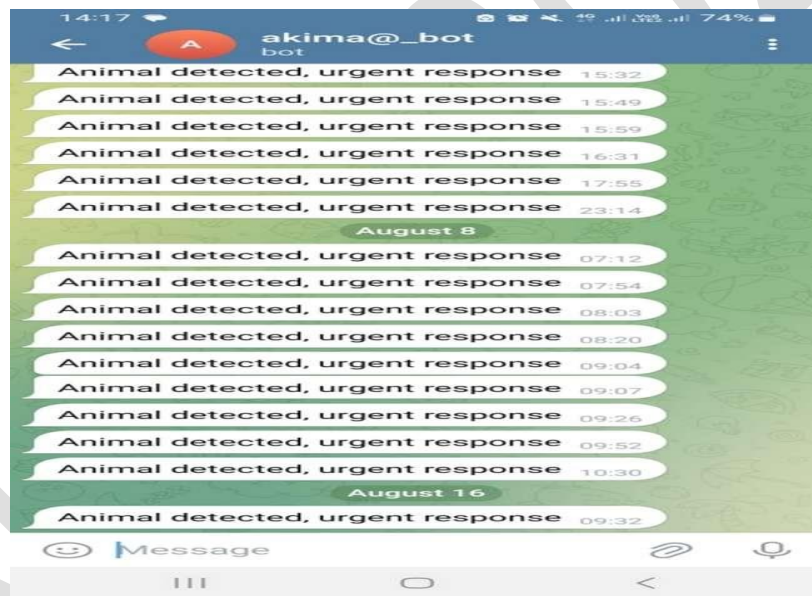 14:17 74%
A akima@_bot
bot
Animal detected, urgent response 15:32
Animal detected, urgent response 15:49
Animal detected, urgent response 15:59
Animal detected, urgent response 16:31
Animal detected, urgent response 17:55
Animal detected, urgent response 23:14
August 8
Animal detected, urgent response 07:12
Animal detected, urgent response 07:54
Animal detected, urgent response 08:03
Animal detected, urgent response 08:20
Animal detected, urgent response 09:04
Animal detected, urgent response 09:07
Animal detected, urgent response 09:26
Animal detected, urgent response 09:52
Animal detected, urgent response 10:30
August 16
Animal detected, urgent response 09:32
Message